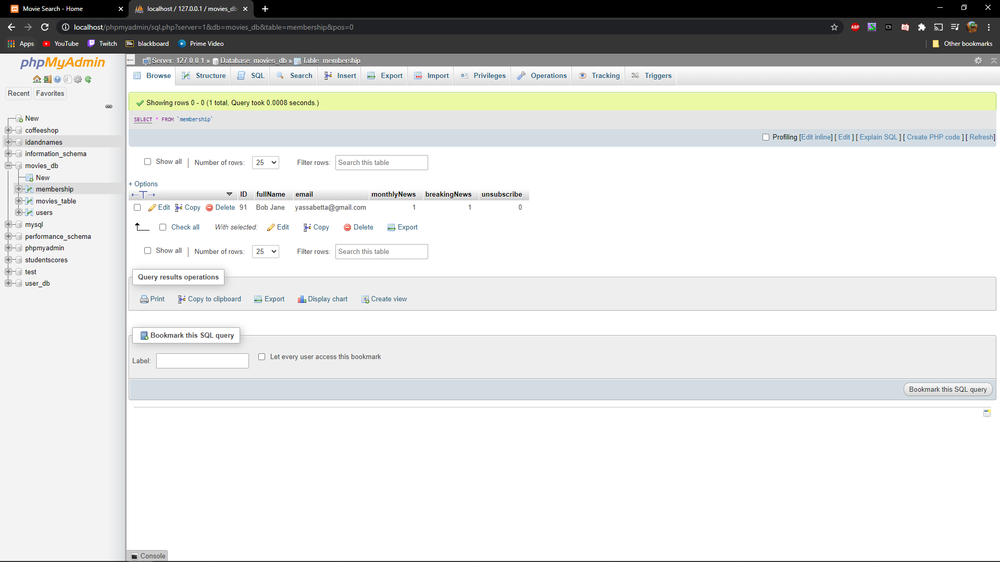 Movie Search - Home
localhost / 127.0.0.1 / movies_db
localhost/phpmyadmin/sql.php?server=1&db=movies_db&table=membership&pos=0
ABP
Apps YouTube Twitch Bb blackboard Prime Video Other bookmarks
phpMyAdmin
Recent Favorites
New
coffeeshop
idandnames
information_schema
movies_db
New
membership
movies_table
users
mysql
performance_schema
phpmyadmin
studentscores
test
user_db
Server: 127.0.0.1 » Database: movies_db » Table: membership
Browse Structure SQL Search Insert Export Import Privileges Operations Tracking Triggers
Showing rows 0 - 0 (1 total, Query took 0.0008 seconds.)
SELECT * FROM `membership`
Profiling [Edit inline] [ Edit ] [ Explain SQL ] [ Create PHP code ] [ Refresh]
Show all | Number of rows: 25 Filter rows: Search this table
+ Options
←T→ ID fullName email monthlyNews breakingNews unsubscribe
Edit Copy Delete 91 Bob Jane yassabetta@gmail.com 1 1 0
Check all With selected: Edit Copy Delete Export
Show all | Number of rows: 25 Filter rows: Search this table
Query results operations
Print Copy to clipboard Export Display chart Create view
Bookmark this SQL query
Label: Let every user access this bookmark
Bookmark this SQL query
Console